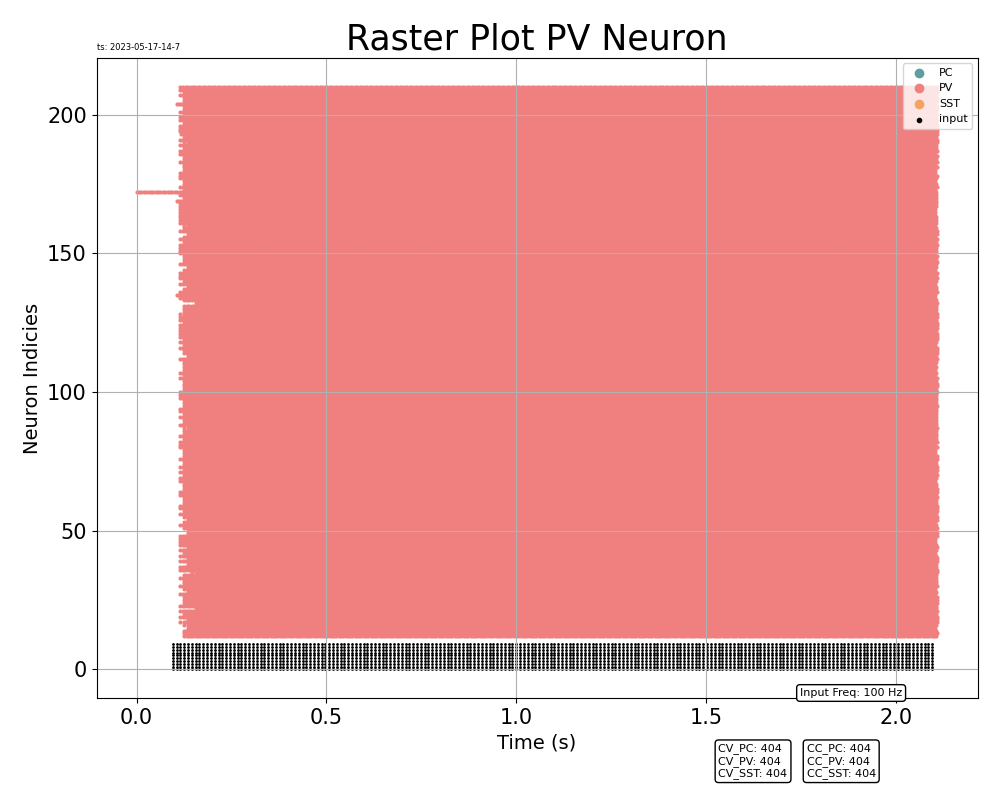 Raster Plot PV Neuron
ts: 2023-05-17-14-7
PC
PV
SST
input
200
150
100
50
0
Neuron Indicies
0.0 0.5 1.0 1.5 2.0
Time (s)
Input Freq: 100 Hz
CV_PC: 404
CV_PV: 404
CV_SST: 404
CC_PC: 404
CC_PV: 404
CC_SST: 404